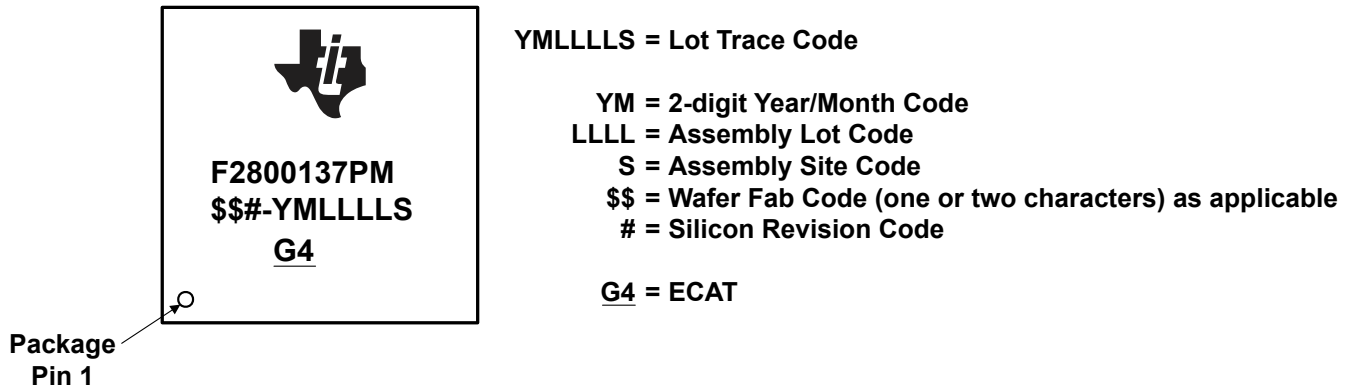 F2800137PM
$$#-YMLLLLS
G4
Package
Pin 1
YMLLLLS = Lot Trace Code
YM = 2-digit Year/Month Code
LLLL = Assembly Lot Code
S = Assembly Site Code
$$ = Wafer Fab Code (one or two characters) as applicable
# = Silicon Revision Code
G4 = ECAT